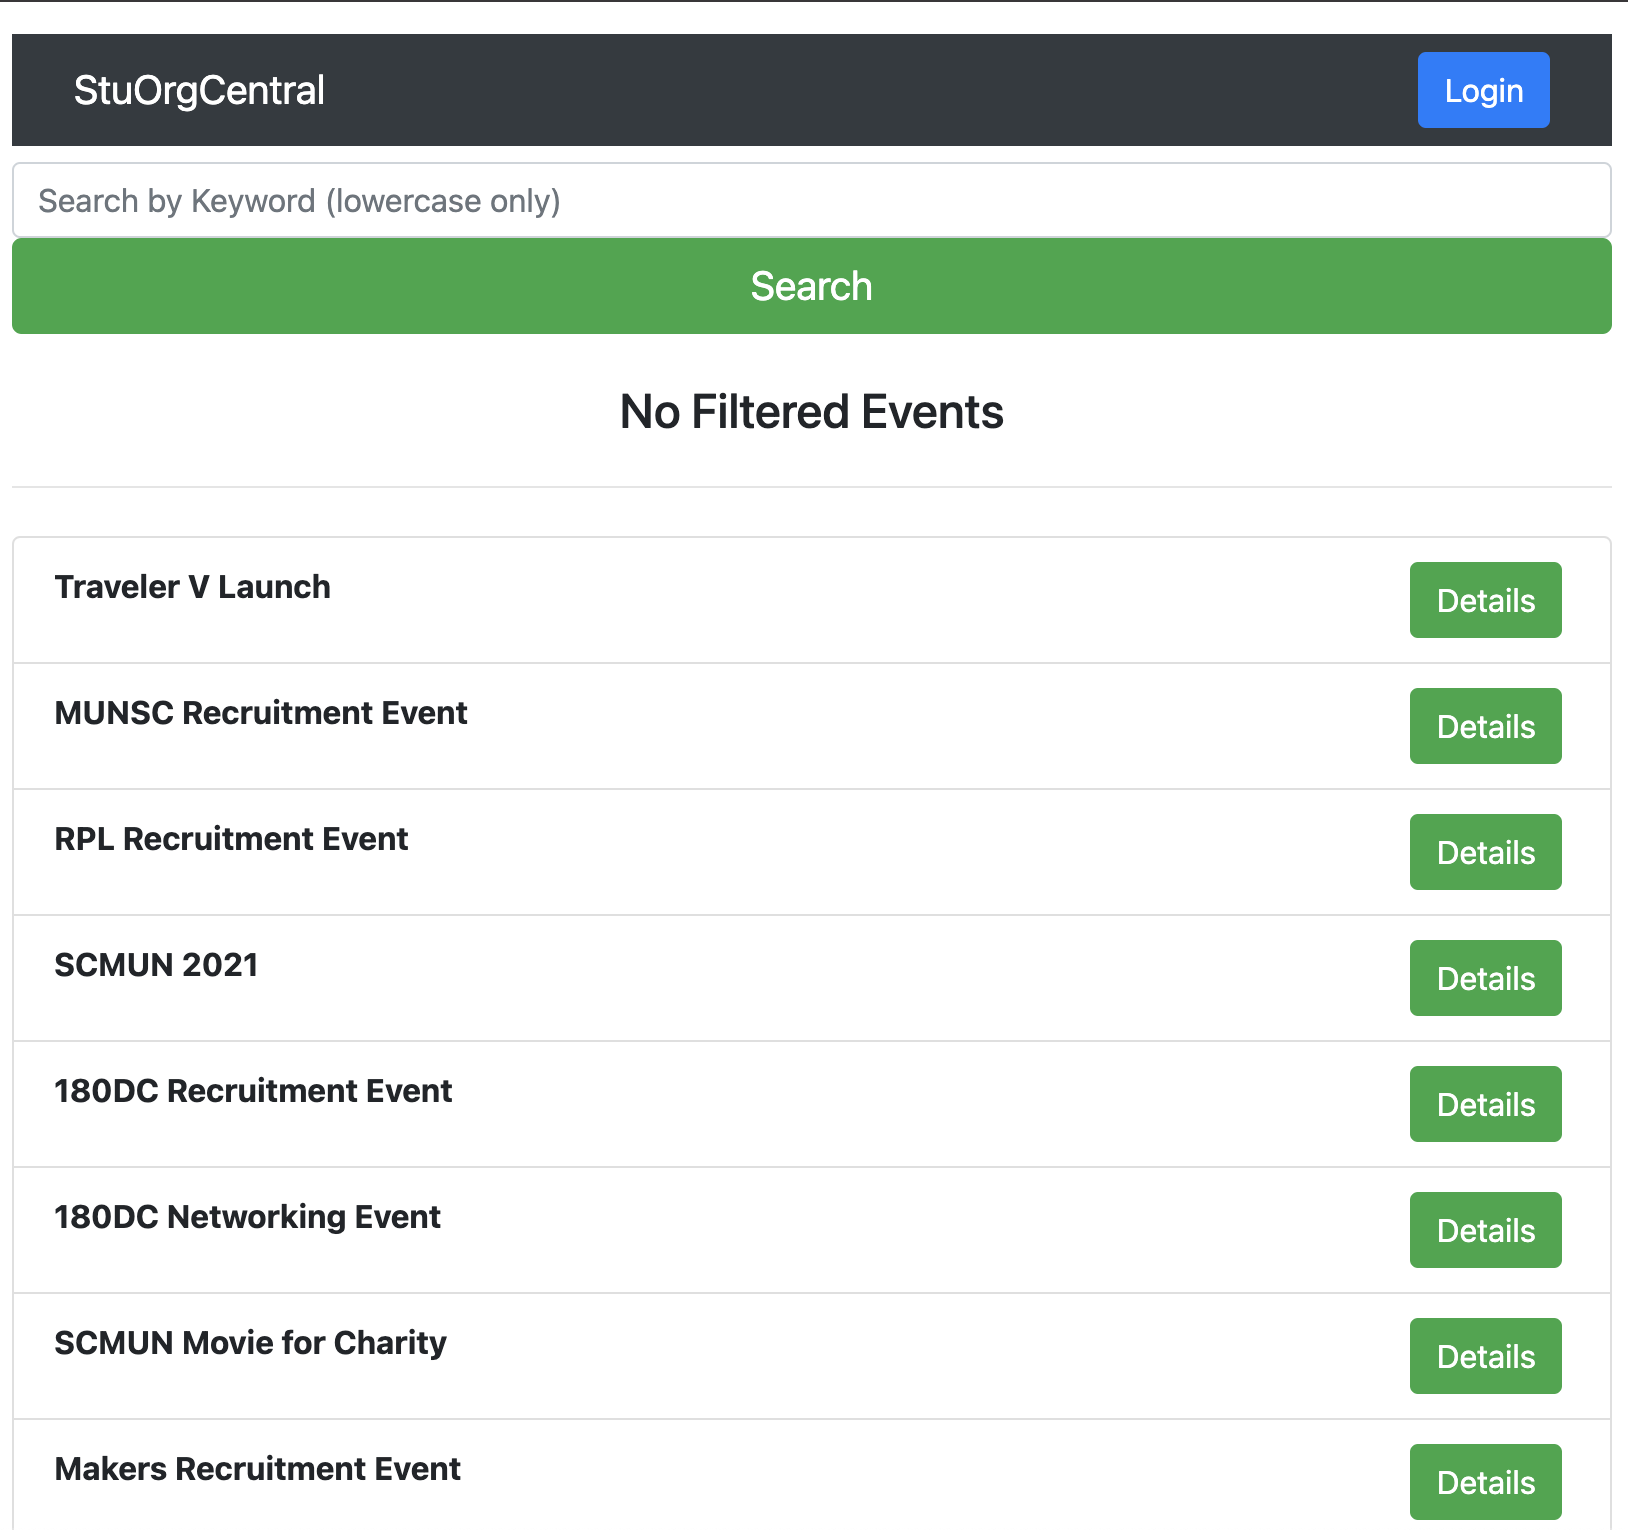 StuOrgCentral
Login
Search by Keyword (lowercase only)
Search
No Filtered Events
Traveler V Launch
Details
MUNSC Recruitment Event
Details
RPL Recruitment Event
Details
SCMUN 2021
Details
180DC Recruitment Event
Details
180DC Networking Event
Details
SCMUN Movie for Charity
Details
Makers Recruitment Event
Details